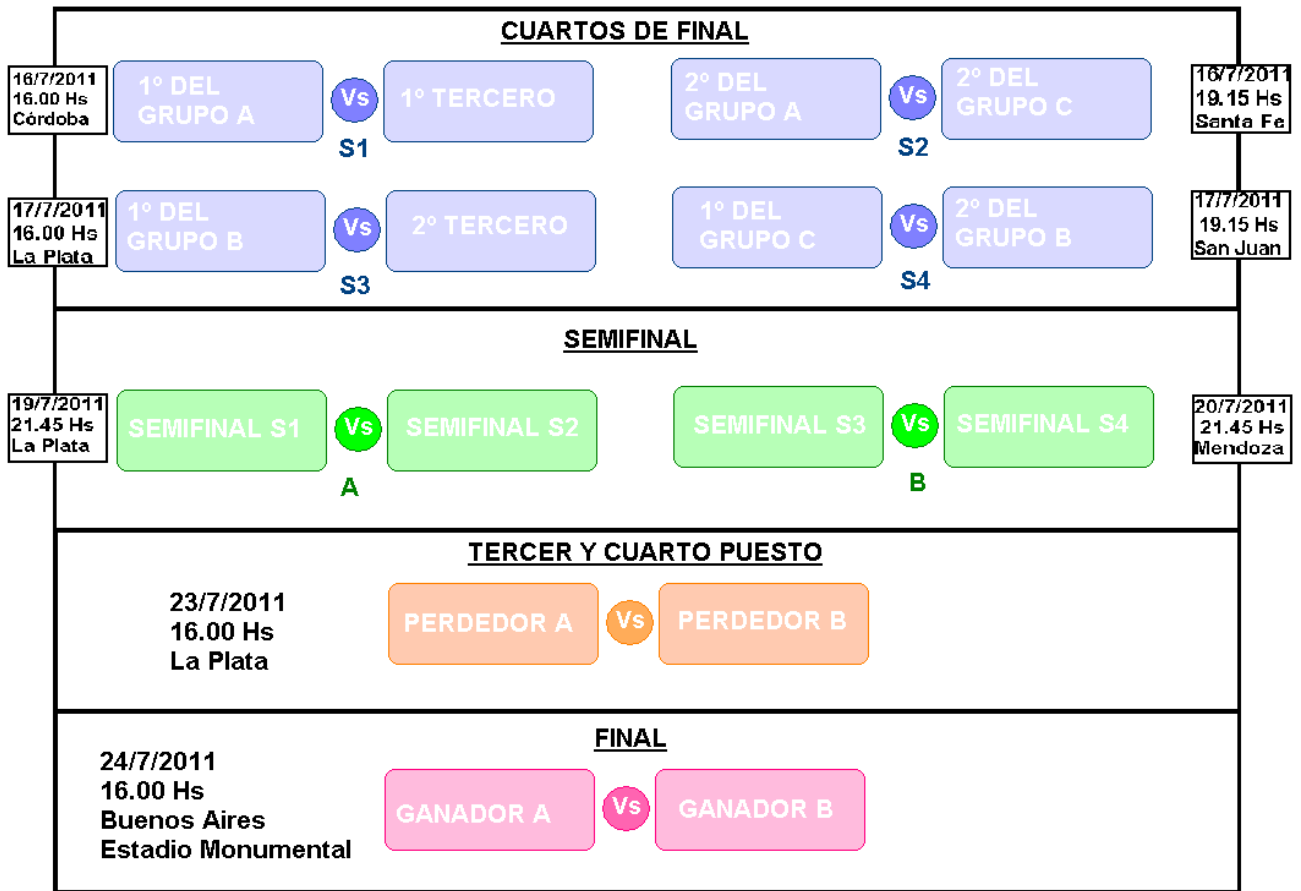 CUARTOS DE FINAL
16/7/2011
16.00 Hs
Córdoba
1º DEL
GRUPO A
Vs
1º TERCERO
S1
2º DEL
GRUPO A
Vs
2º DEL
GRUPO C
S2
16/7/2011
19.15 Hs
Santa Fe
17/7/2011
16.00 Hs
La Plata
1º DEL
GRUPO B
Vs
2º TERCERO
S3
1º DEL
GRUPO C
Vs
2º DEL
GRUPO B
S4
17/7/2011
19.15 Hs
San Juan
SEMIFINAL
19/7/2011
21.45 Hs
La Plata
SEMIFINAL S1
Vs
SEMIFINAL S2
A
SEMIFINAL S3
Vs
SEMIFINAL S4
B
20/7/2011
21.45 Hs
Mendoza
TERCER Y CUARTO PUESTO
23/7/2011
16.00 Hs
La Plata
PERDEDOR A
Vs
PERDEDOR B
FINAL
24/7/2011
16.00 Hs
Buenos Aires
Estadio Monumental
GANADOR A
Vs
GANADOR B